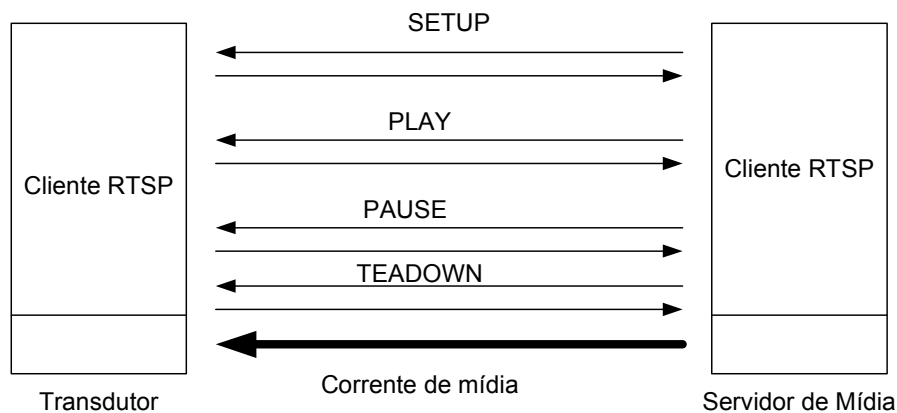 SETUP
PLAY
Cliente RTSP
Cliente RTSP
PAUSE
TEADOWN
Corrente de mídia
Transdutor
Servidor de Mídia